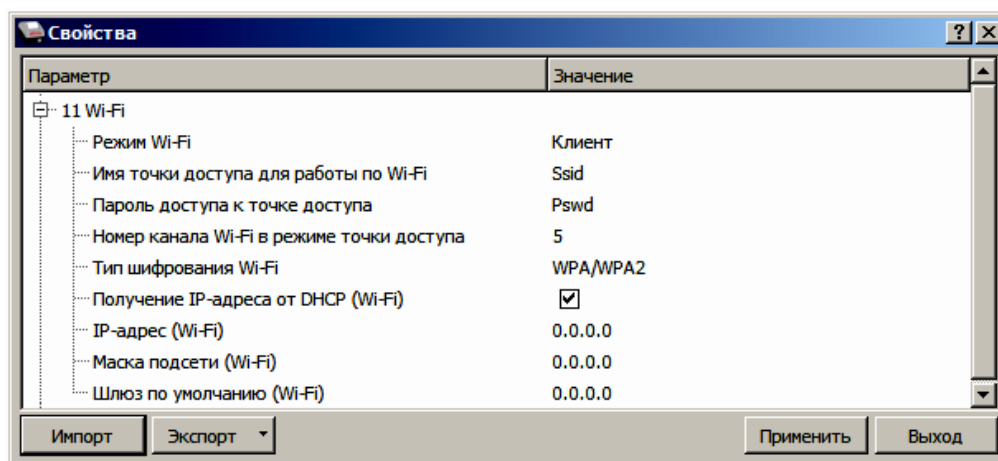 Свойства
Параметр Значение
11 Wi-Fi
Режим Wi-Fi Клиент
Имя точки доступа для работы по Wi-Fi Ssid
Пароль доступа к точке доступа Pswd
Номер канала Wi-Fi в режиме точки доступа 5
Тип шифрования Wi-Fi WPA/WPA2
Получение IP-адреса от DHCP (Wi-Fi)
IP-адрес (Wi-Fi) 0.0.0.0
Маска подсети (Wi-Fi) 0.0.0.0
Шлюз по умолчанию (Wi-Fi) 0.0.0.0
Импорт Экспорт Применить Выход